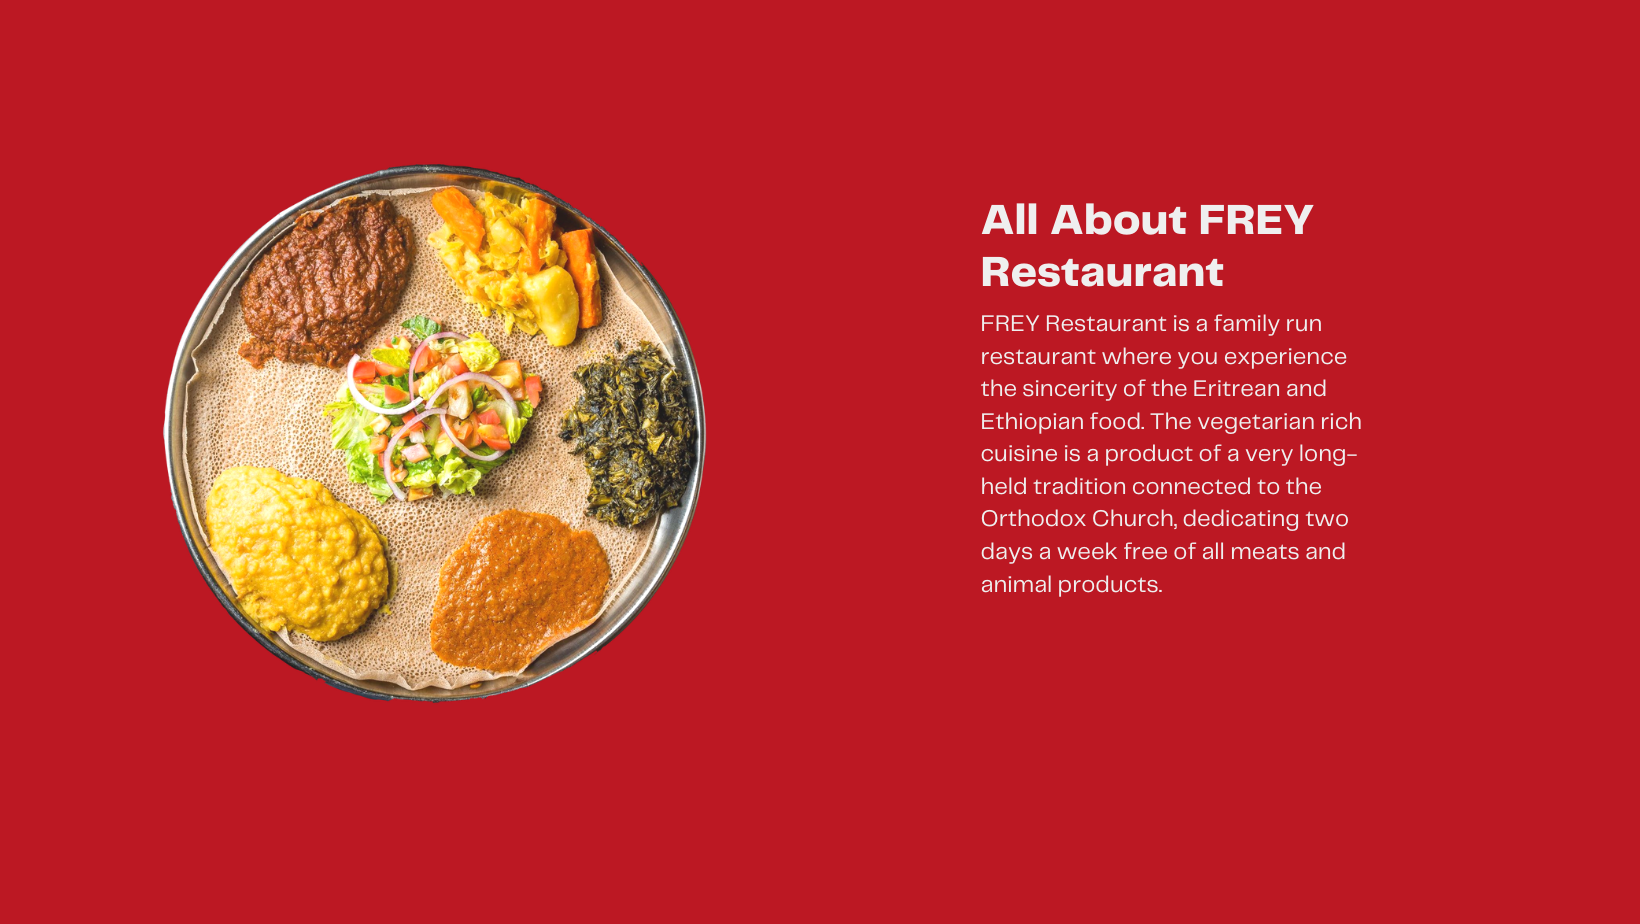 All About FREY
Restaurant
FREY Restaurant is a family run
restaurant where you experience
the sincerity of the Eritrean and
Ethiopian food. The vegetarian rich
cuisine is a product of a very long-
held tradition connected to the
Orthodox Church, dedicating two
days a week free of all meats and
animal products.